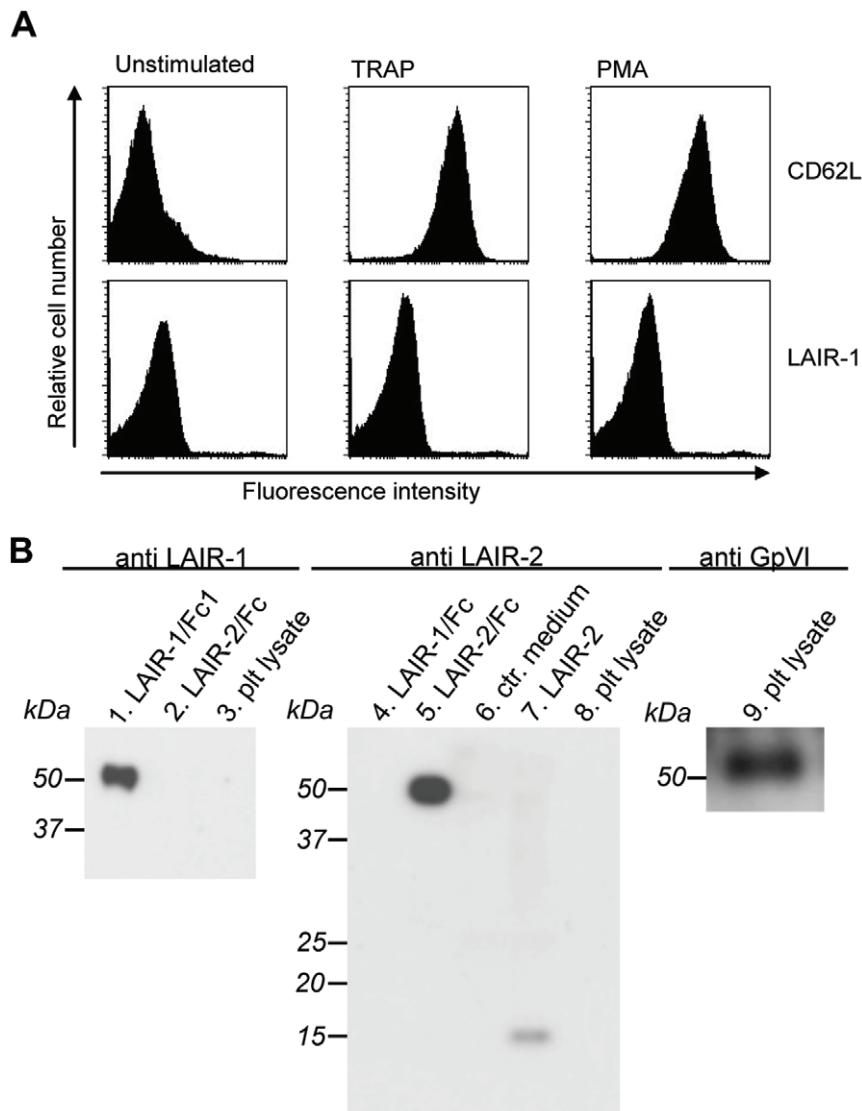 A
Unstimulated
TRAP
PMA
Relative cell number
CD62L
LAIR-1
Fluorescence intensity
B
anti LAIR-1
anti LAIR-2
anti GpVI
kDa
1. LAIR-1/Fc1
2. LAIR-2/Fc
3. plt lysate
50
37
kDa
4. LAIR-1/Fc
5. LAIR-2/Fc
6. ctr. medium
7. LAIR-2
8. plt lysate
50
37
25
20
15
kDa
9. plt lysate
50